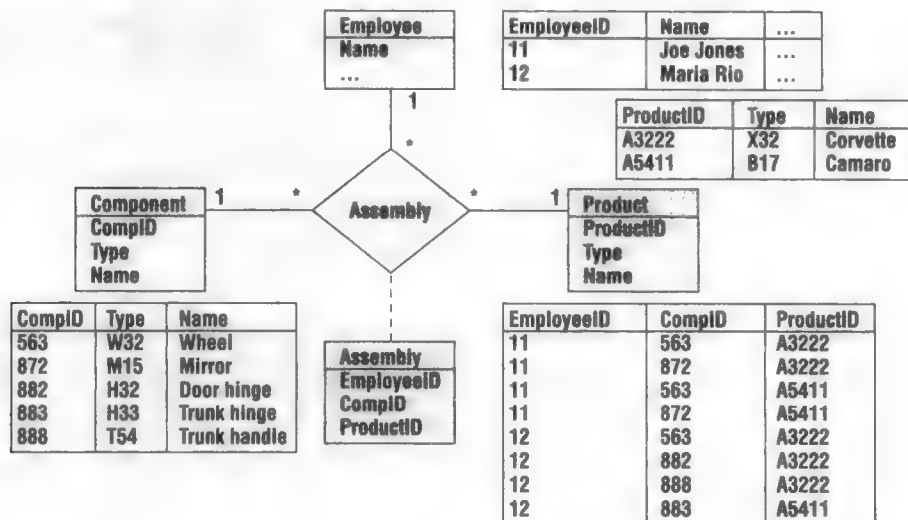 Employee
Name
...
EmployeeID Name ...
11 Joe Jones ...
12 Maria Rio ...
ProductID Type Name
A3222 X32 Corvette
A5411 B17 Camaro
1
*
Component
CompID
Type
Name
1 * Assembly * 1
Product
ProductID
Type
Name
CompID Type Name
563 W32 Wheel
872 M15 Mirror
882 H32 Door hinge
883 H33 Trunk hinge
888 T54 Trunk handle
Assembly
EmployeeID
CompID
ProductID
EmployeeID CompID ProductID
11 563 A3222
11 872 A3222
11 563 A5411
11 872 A5411
12 563 A3222
12 882 A3222
12 888 A3222
12 883 A5411